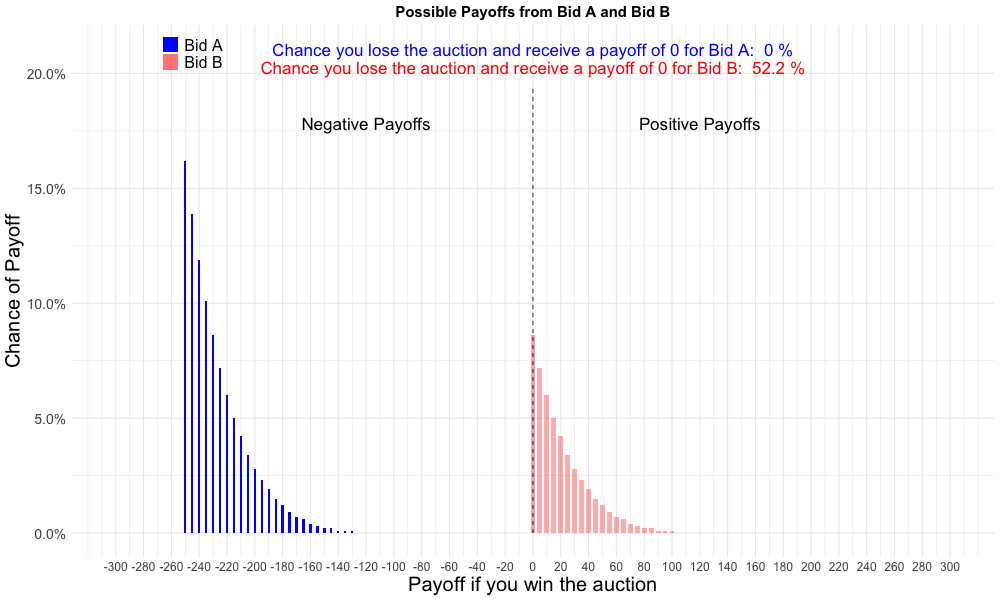 Possible Payoffs from Bid A and Bid B
Bid A
Bid B
Chance you lose the auction and receive a payoff of 0 for Bid A:  0 %
Chance you lose the auction and receive a payoff of 0 for Bid B:  52.2 %
Negative Payoffs
Positive Payoffs
Chance of Payoff
20.0%
15.0%
10.0%
5.0%
0.0%
-300 -280 -260 -240 -220 -200 -180 -160 -140 -120 -100 -80 -60 -40 -20 0 20 40 60 80 100 120 140 160 180 200 220 240 260 280 300
Payoff if you win the auction